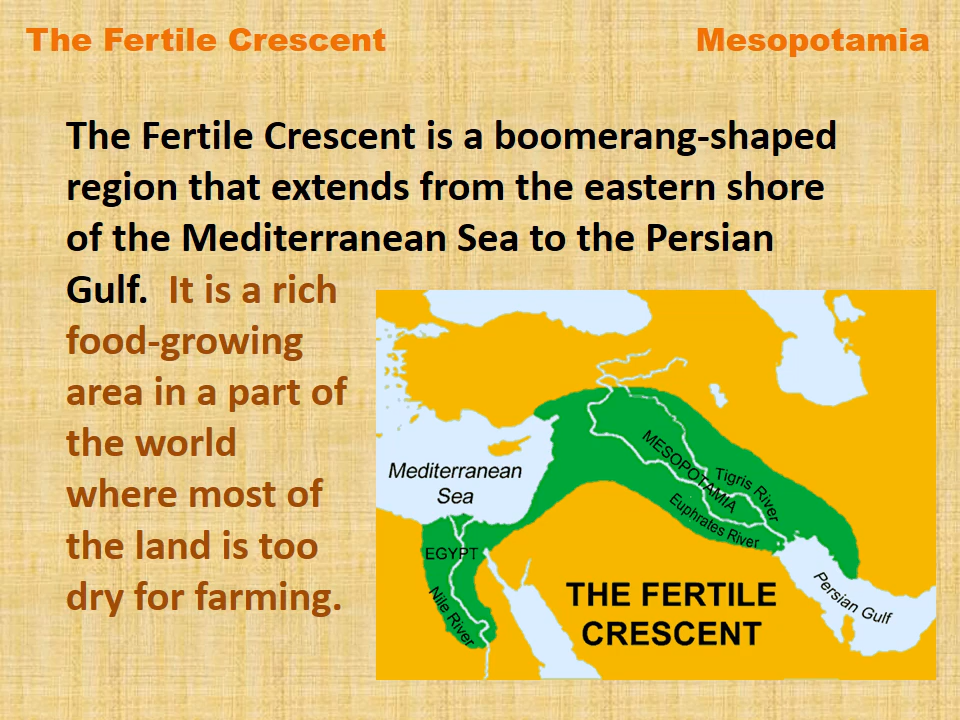 The Fertile Crescent Mesopotamia
The Fertile Crescent is a boomerang-shaped
region that extends from the eastern shore
of the Mediterranean Sea to the Persian
Gulf. It is a rich
food-growing
area in a part of
the world
where most of
the land is too
dry for farming.
Mediterranean
Sea
MESOPOTAMIA
Tigris River
Euphrates River
EGYPT
Nile River
Persian Gulf
THE FERTILE
CRESCENT